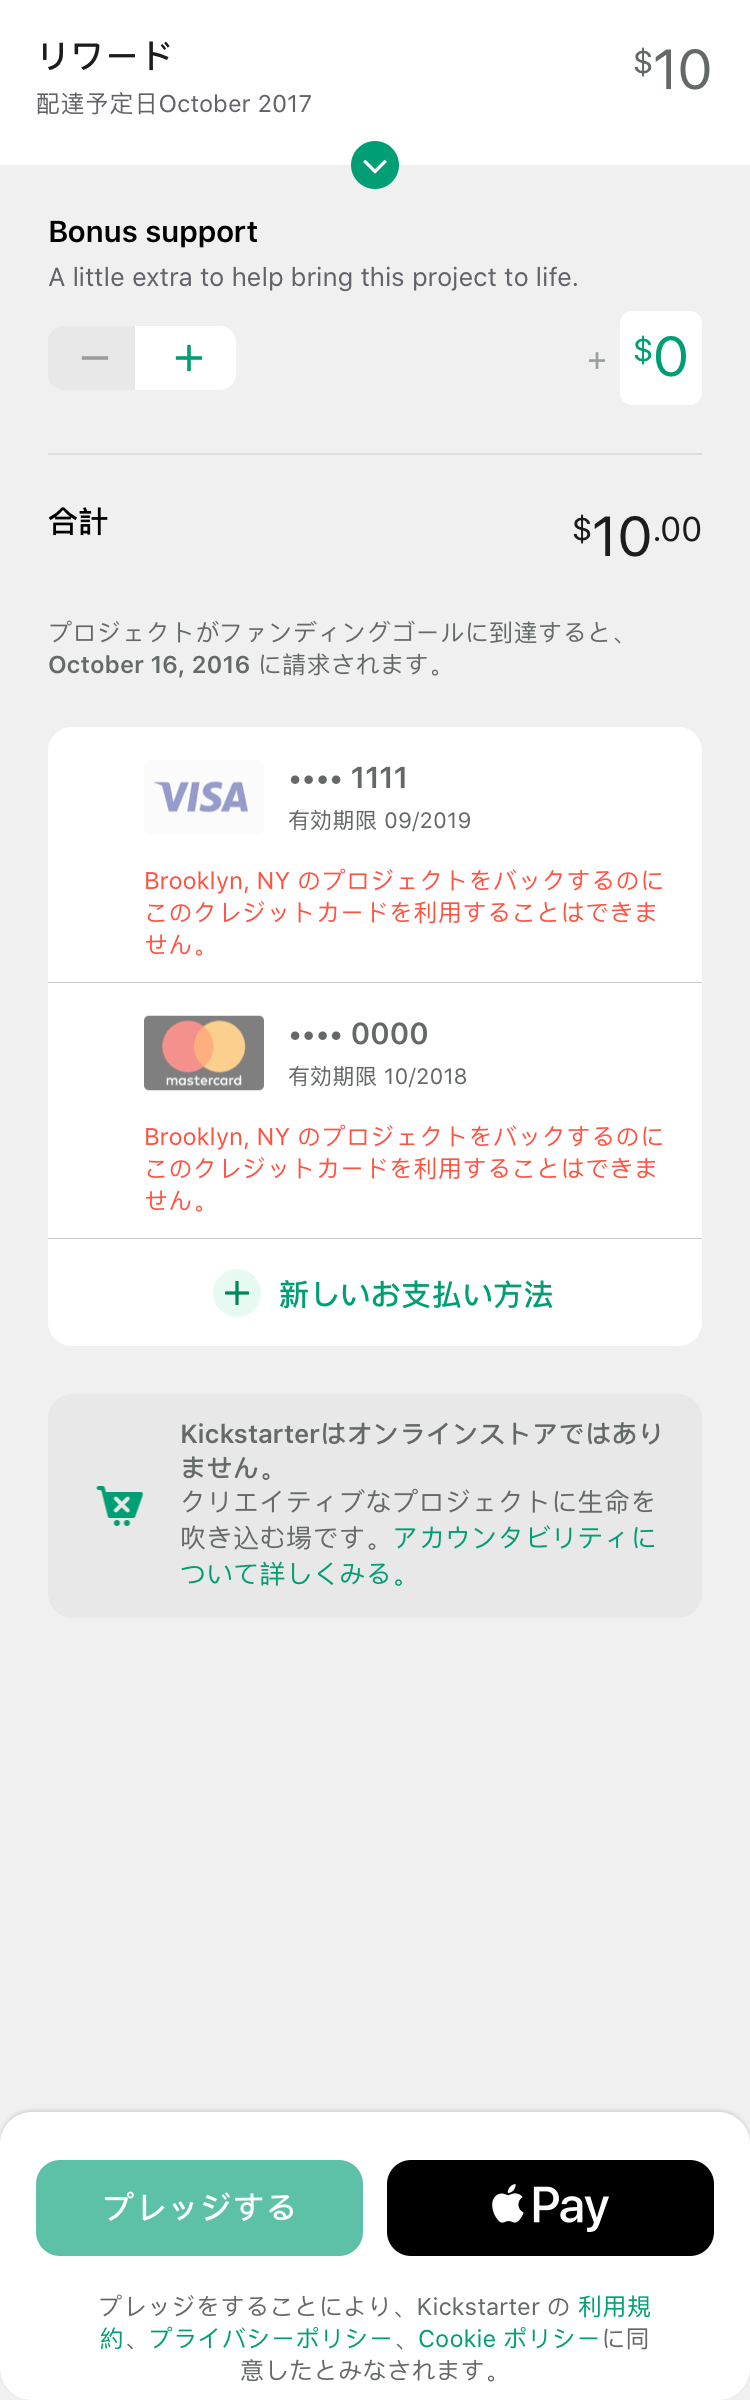 リワード
$10
配達予定日October 2017
Bonus support
A little extra to help bring this project to life.
− +
+ $0
合計
$10.00
プロジェクトがファンディングゴールに到達すると、
October 16, 2016 に請求されます。
VISA
•••• 1111
有効期限 09/2019
Brooklyn, NY のプロジェクトをバックするのに
このクレジットカードを利用することはできま
せん。
mastercard
•••• 0000
有効期限 10/2018
Brooklyn, NY のプロジェクトをバックするのに
このクレジットカードを利用することはできま
せん。
+ 新しいお支払い方法
Kickstarterはオンラインストアではあり
ません。
クリエイティブなプロジェクトに生命を
吹き込む場です。アカウンタビリティに
ついて詳しくみる。
プレッジする
Pay
プレッジをすることにより、Kickstarter の 利用規
約、プライバシーポリシー、Cookie ポリシーに同
意したとみなされます。